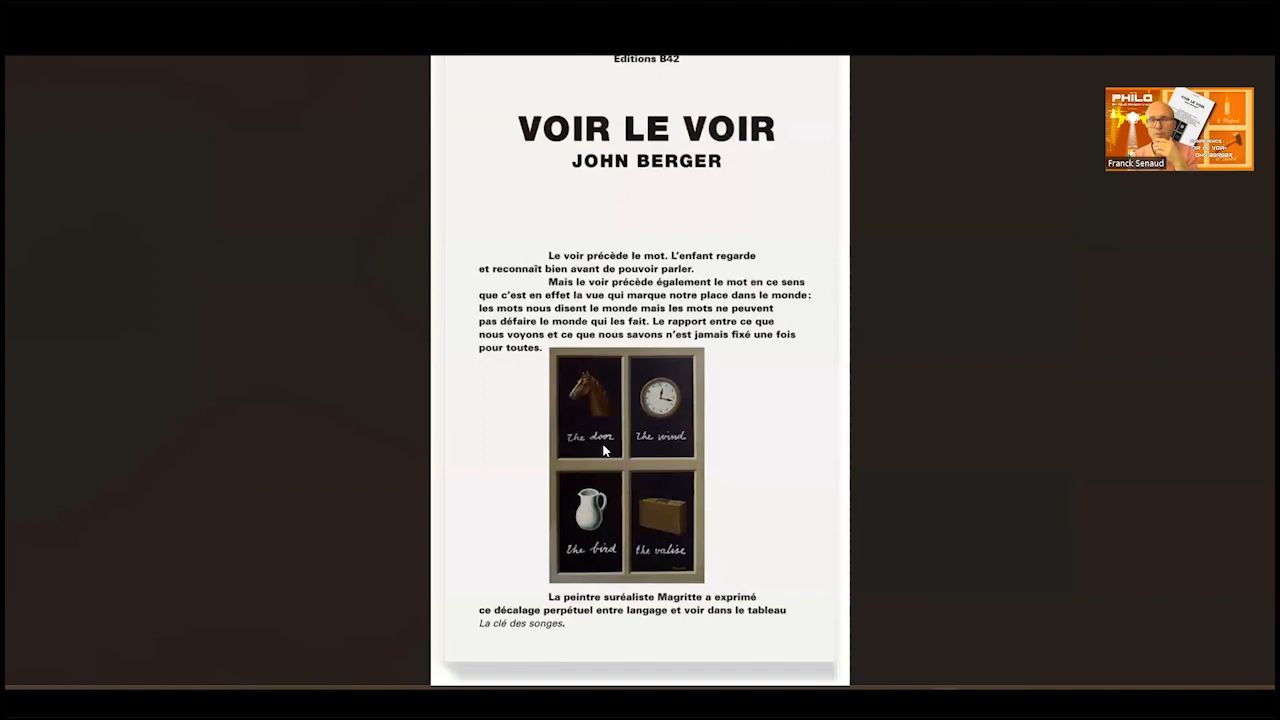 Editions B42
VOIR LE VOIR
JOHN BERGER
Le voir précède le mot. L'enfant regarde
et reconnaît bien avant de pouvoir parler.
Mais le voir précède également le mot en ce sens
que c'est en effet la vue qui marque notre place dans le monde:
les mots nous disent le monde mais les mots ne peuvent
pas défaire le monde qui les fait. Le rapport entre ce que
nous voyons et ce que nous savons n'est jamais fixé une fois
pour toutes.
the door
the wind
the bird
the valise
La peintre suréaliste Magritte a exprimé
ce décalage perpétuel entre langage et voir dans le tableau
La clé des songes.
PHILO
VOIR LE VOIR
Franck Senaud